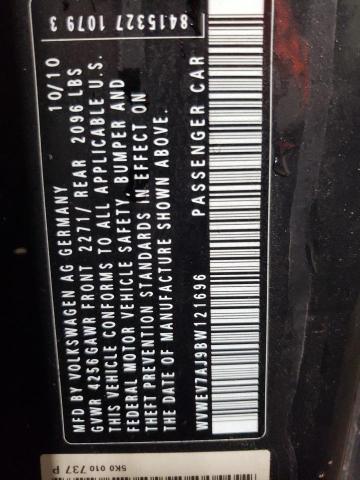 8415327 1079 3
MFD BY VOLKSWAGEN AG GERMANY 10/10
GVWR 4256GAWR FRONT 2271/ REAR 2096 LBS
THIS VEHICLE CONFORMS TO ALL APPLICABLE U.S.
FEDERAL MOTOR VEHICLE SAFETY, BUMPER AND
THEFT PREVENTION STANDARDS IN EFFECT ON
THE DATE OF MANUFACTURE SHOWN ABOVE.
WVWEV7AJ9BW121696 PASSENGER CAR
5K0 010 737 P